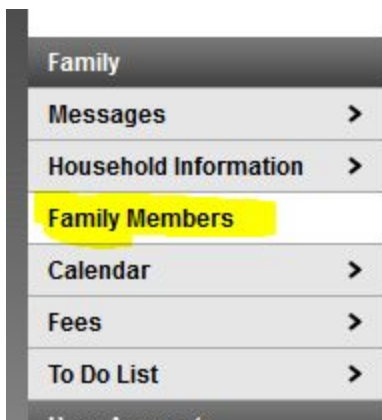 Family
Messages
Household Information
Family Members
Calendar
Fees
To Do List